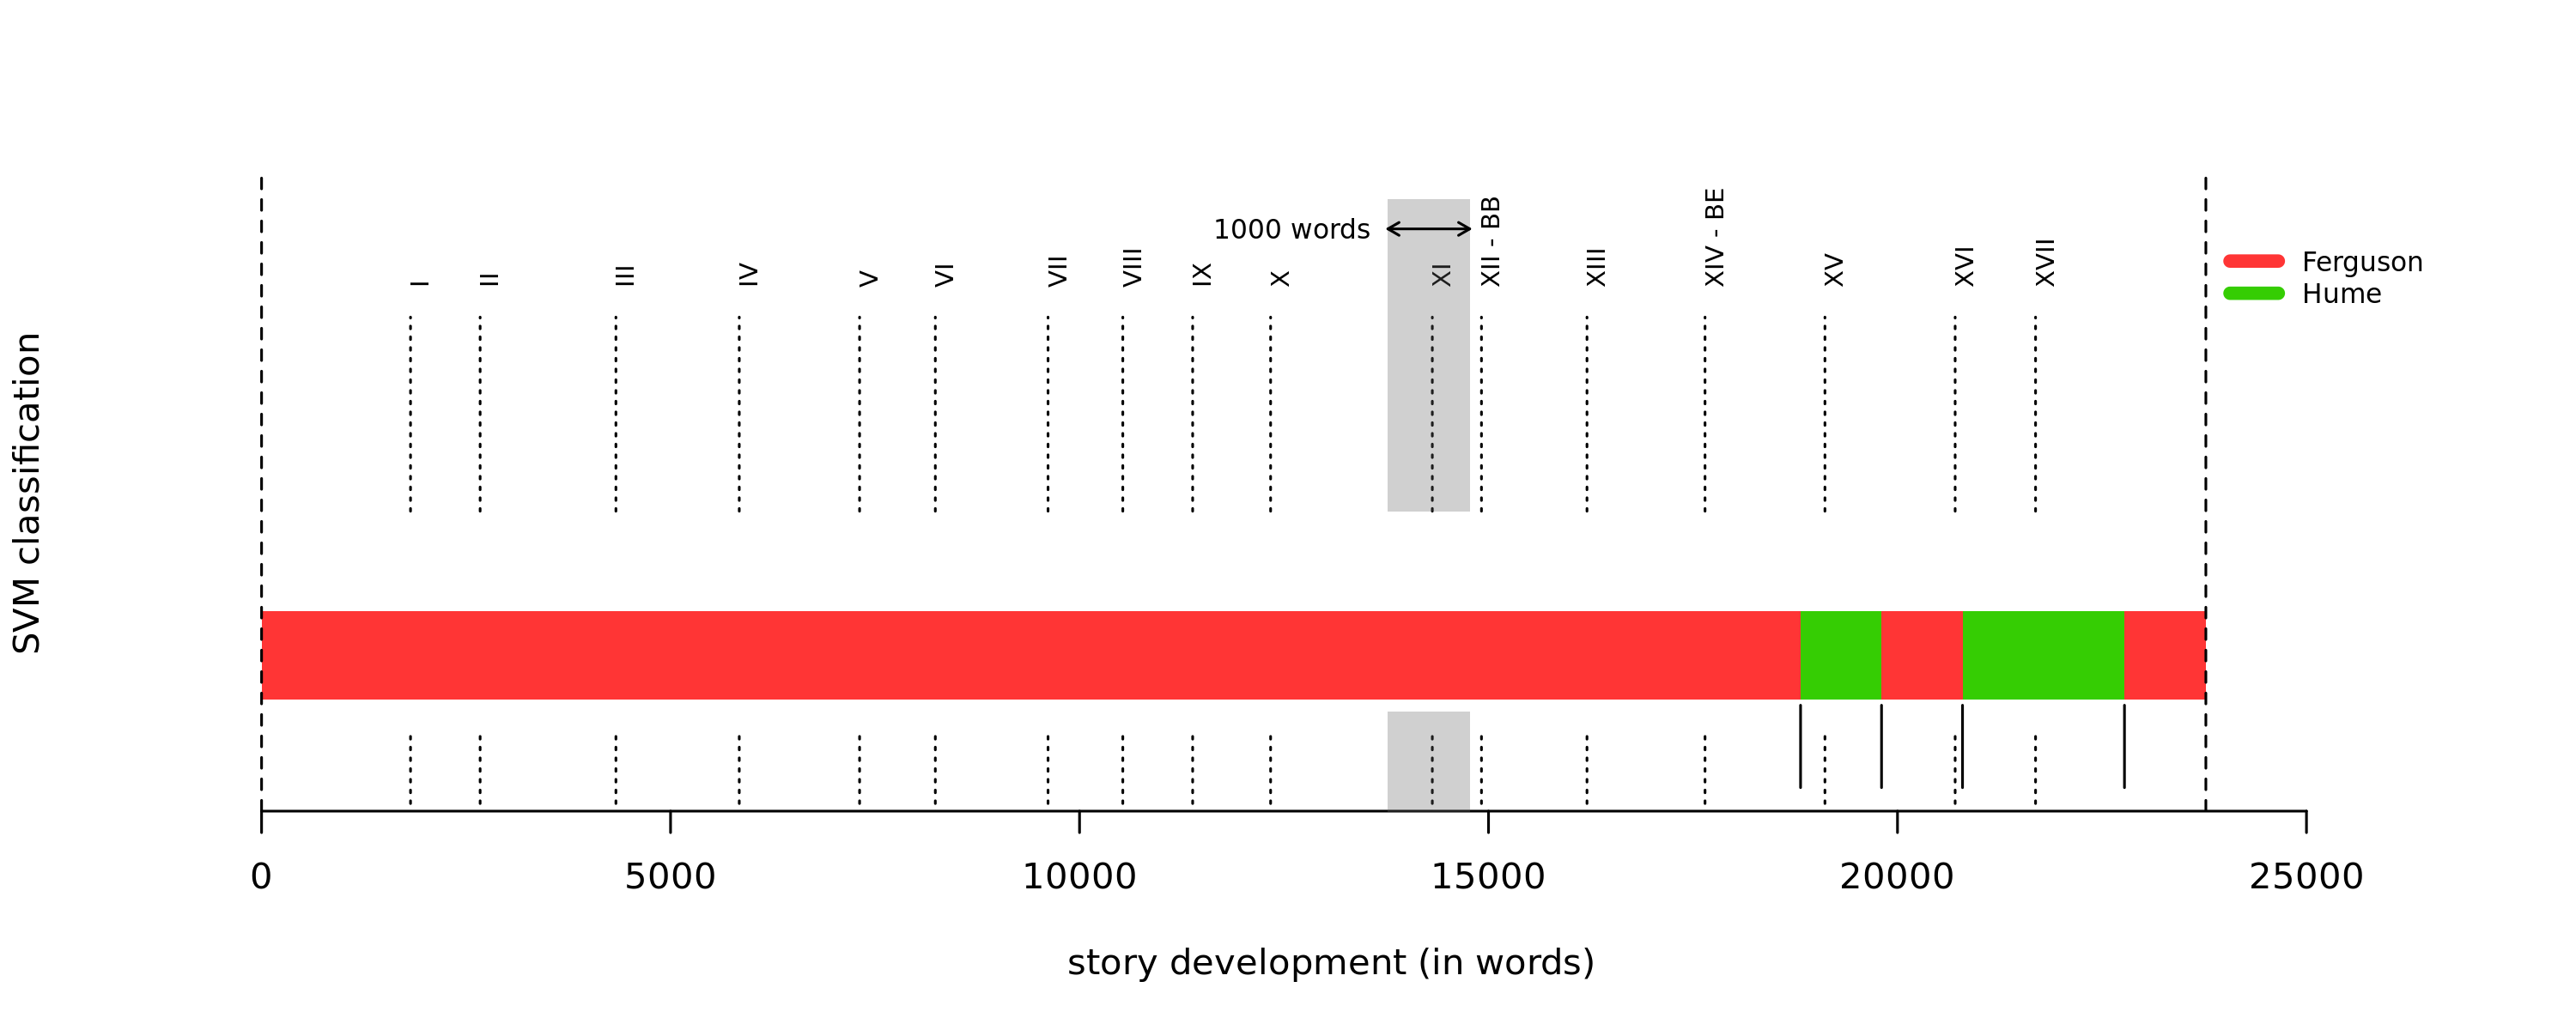 SVM classification
1000 words
I
II
III
IV
V
VI
VII
VIII
IX
X
XI
XII - BB
XIII
XIV - BE
XV
XVI
XVII
Ferguson
Hume
0
5000
10000
15000
20000
25000
story development (in words)